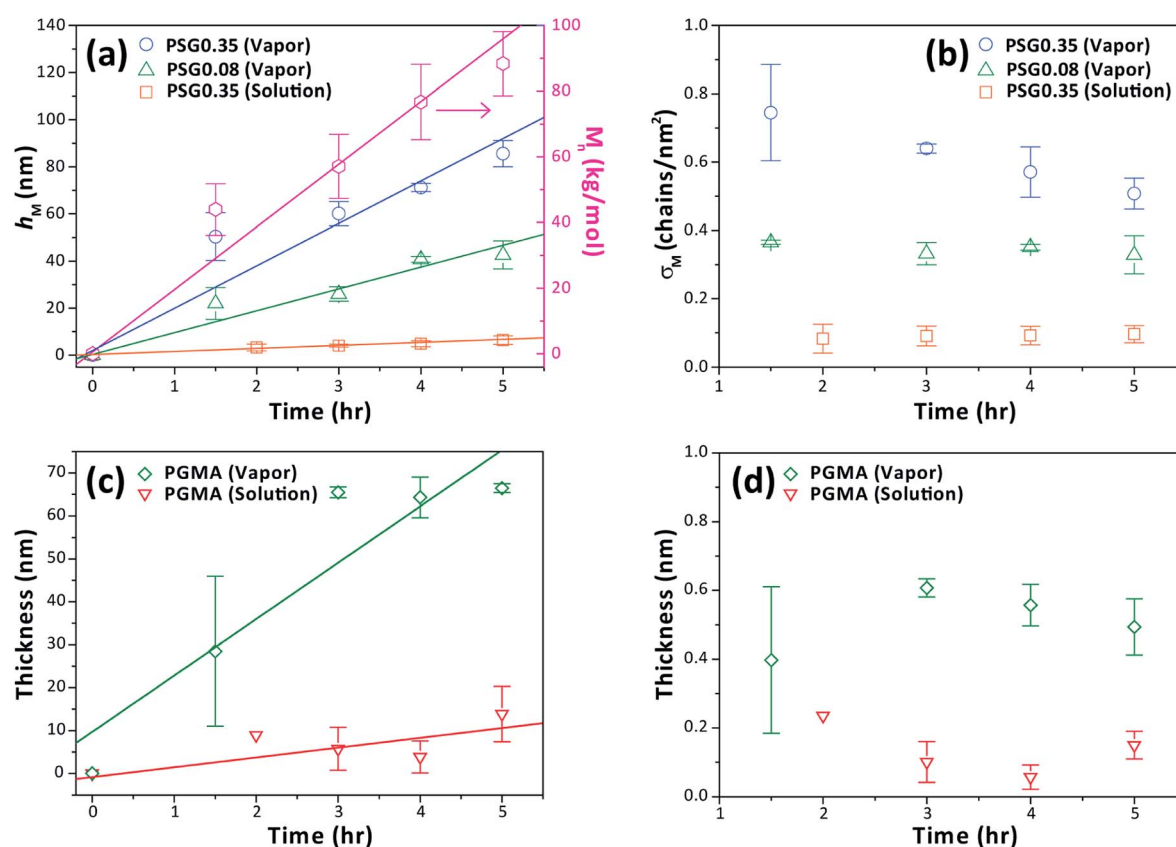 (a)
PSG0.35 (Vapor)
PSG0.08 (Vapor)
PSG0.35 (Solution)
140
120
100
80
60
40
20
0
hM (nm)
100
80
60
40
20
0
Mn (kg/mol)
0 1 2 3 4 5
Time (hr)
(b)
PSG0.35 (Vapor)
PSG0.08 (Vapor)
PSG0.35 (Solution)
1.0
0.8
0.6
0.4
0.2
0.0
σM (chains/nm²)
1 2 3 4 5
Time (hr)
(c)
PGMA (Vapor)
PGMA (Solution)
70
60
50
40
30
20
10
0
Thickness (nm)
0 1 2 3 4 5
Time (hr)
(d)
PGMA (Vapor)
PGMA (Solution)
1.0
0.8
0.6
0.4
0.2
0.0
Thickness (nm)
1 2 3 4 5
Time (hr)